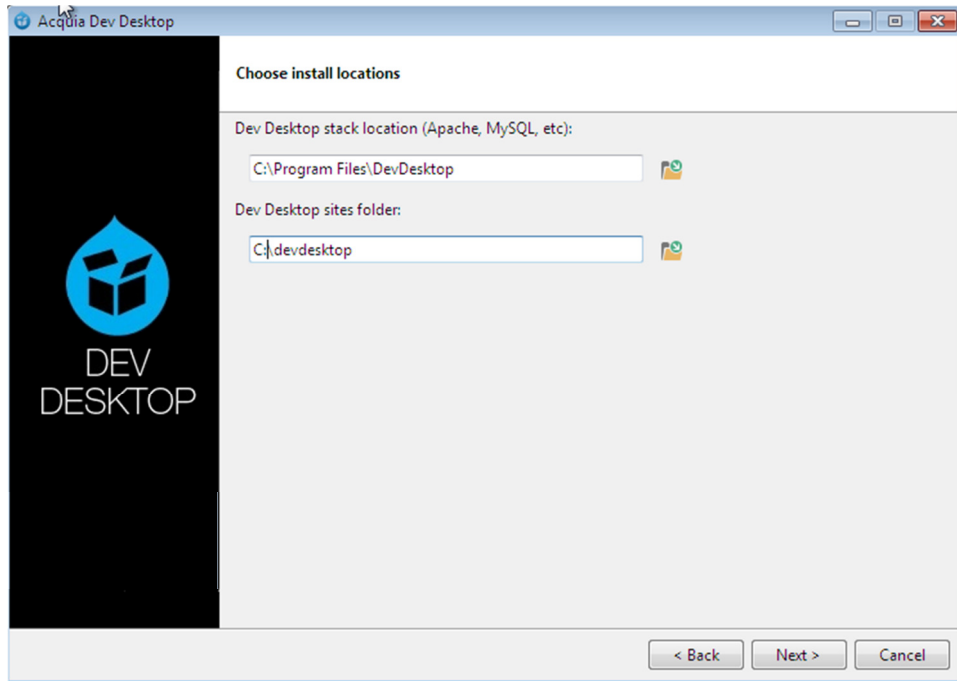 Acquia Dev Desktop
Choose install locations
Dev Desktop stack location (Apache, MySQL, etc):
C:\Program Files\DevDesktop
Dev Desktop sites folder:
C:\devdesktop
DEV
DESKTOP
< Back
Next >
Cancel